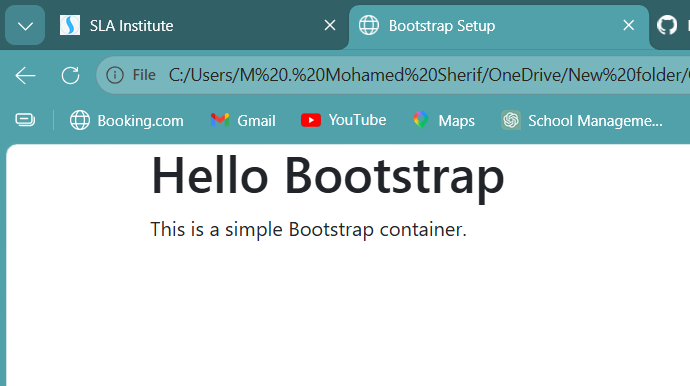 SLA Institute
Bootstrap Setup
File C:/Users/M%20.%20Mohamed%20Sherif/OneDrive/New%20folder/
Booking.com Gmail YouTube Maps School Manageme...
Hello Bootstrap
This is a simple Bootstrap container.